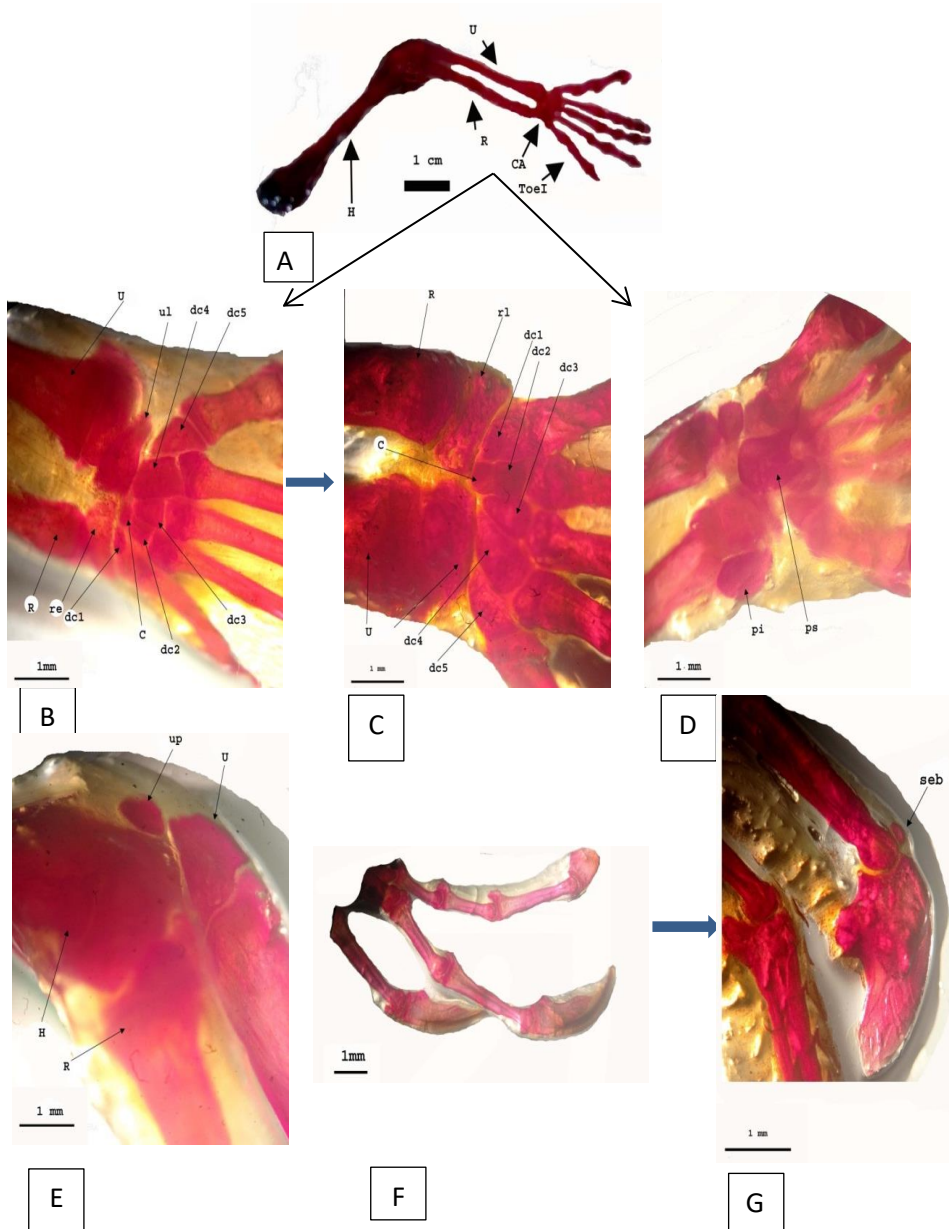 U
R
1 cm
CA
ToeI
H
A
U
ul
dc4
dc5
R
re
dc1
C
dc2
dc3
1mm
B
R
rl
dc1
dc2
dc3
C
U
dc4
dc5
1 mm
C
pi
ps
1 mm
D
up
U
H
R
1 mm
E
1mm
F
seb
1 mm
G